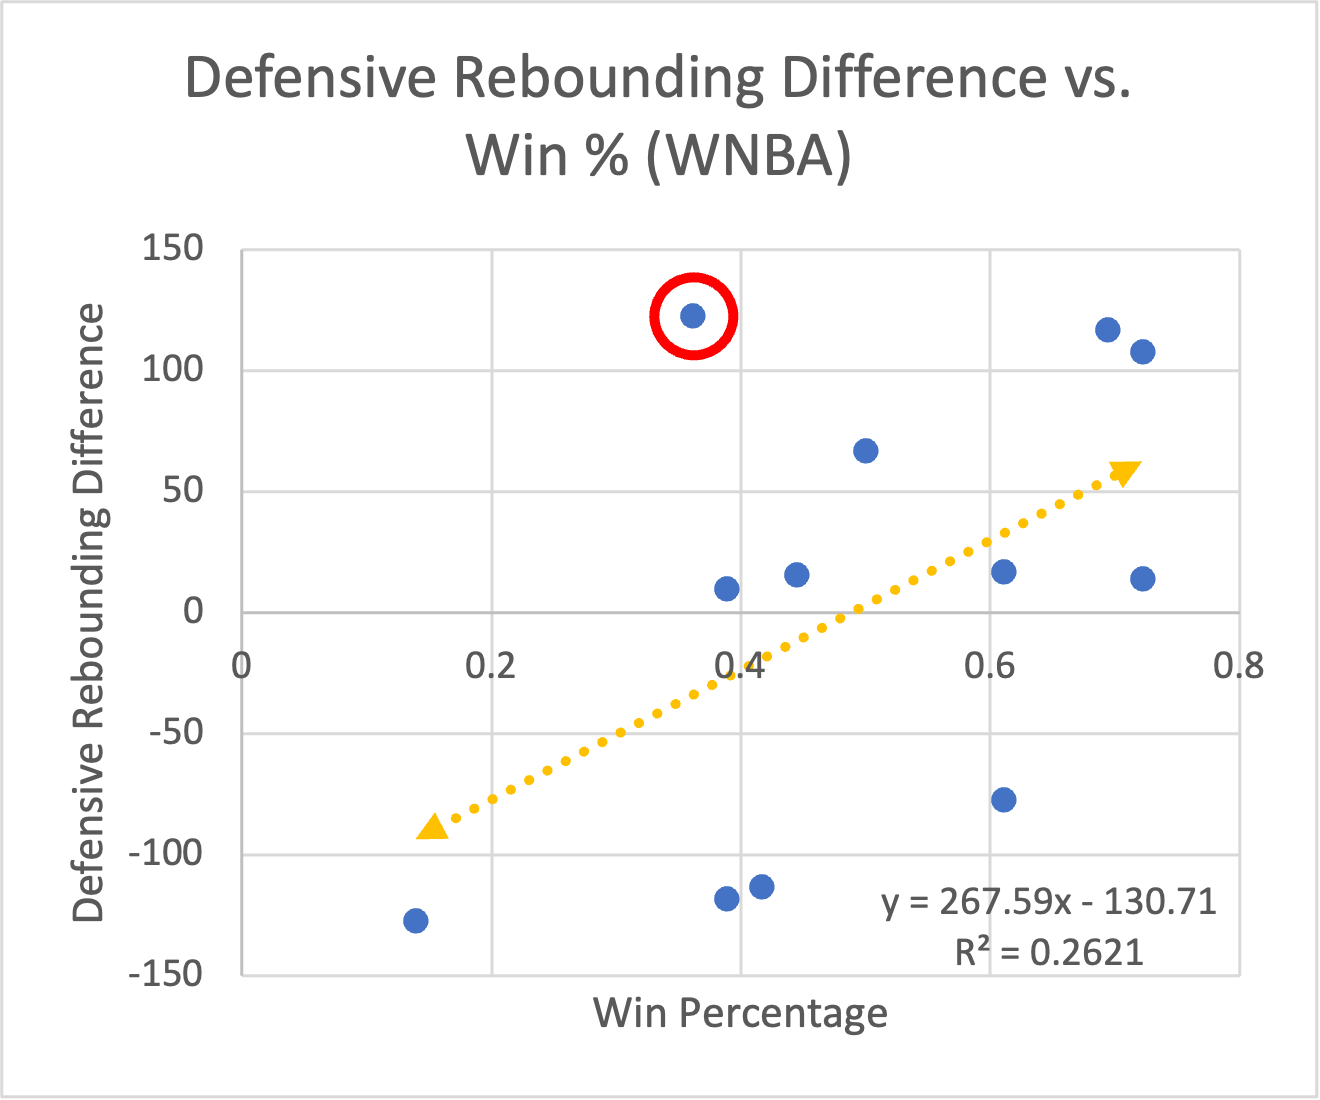 Defensive Rebounding Difference vs.
Win % (WNBA)
Defensive Rebounding Difference
150
100
50
0
-50
-100
-150
0 0.2 0.4 0.6 0.8
y = 267.59x - 130.71
R² = 0.2621
Win Percentage